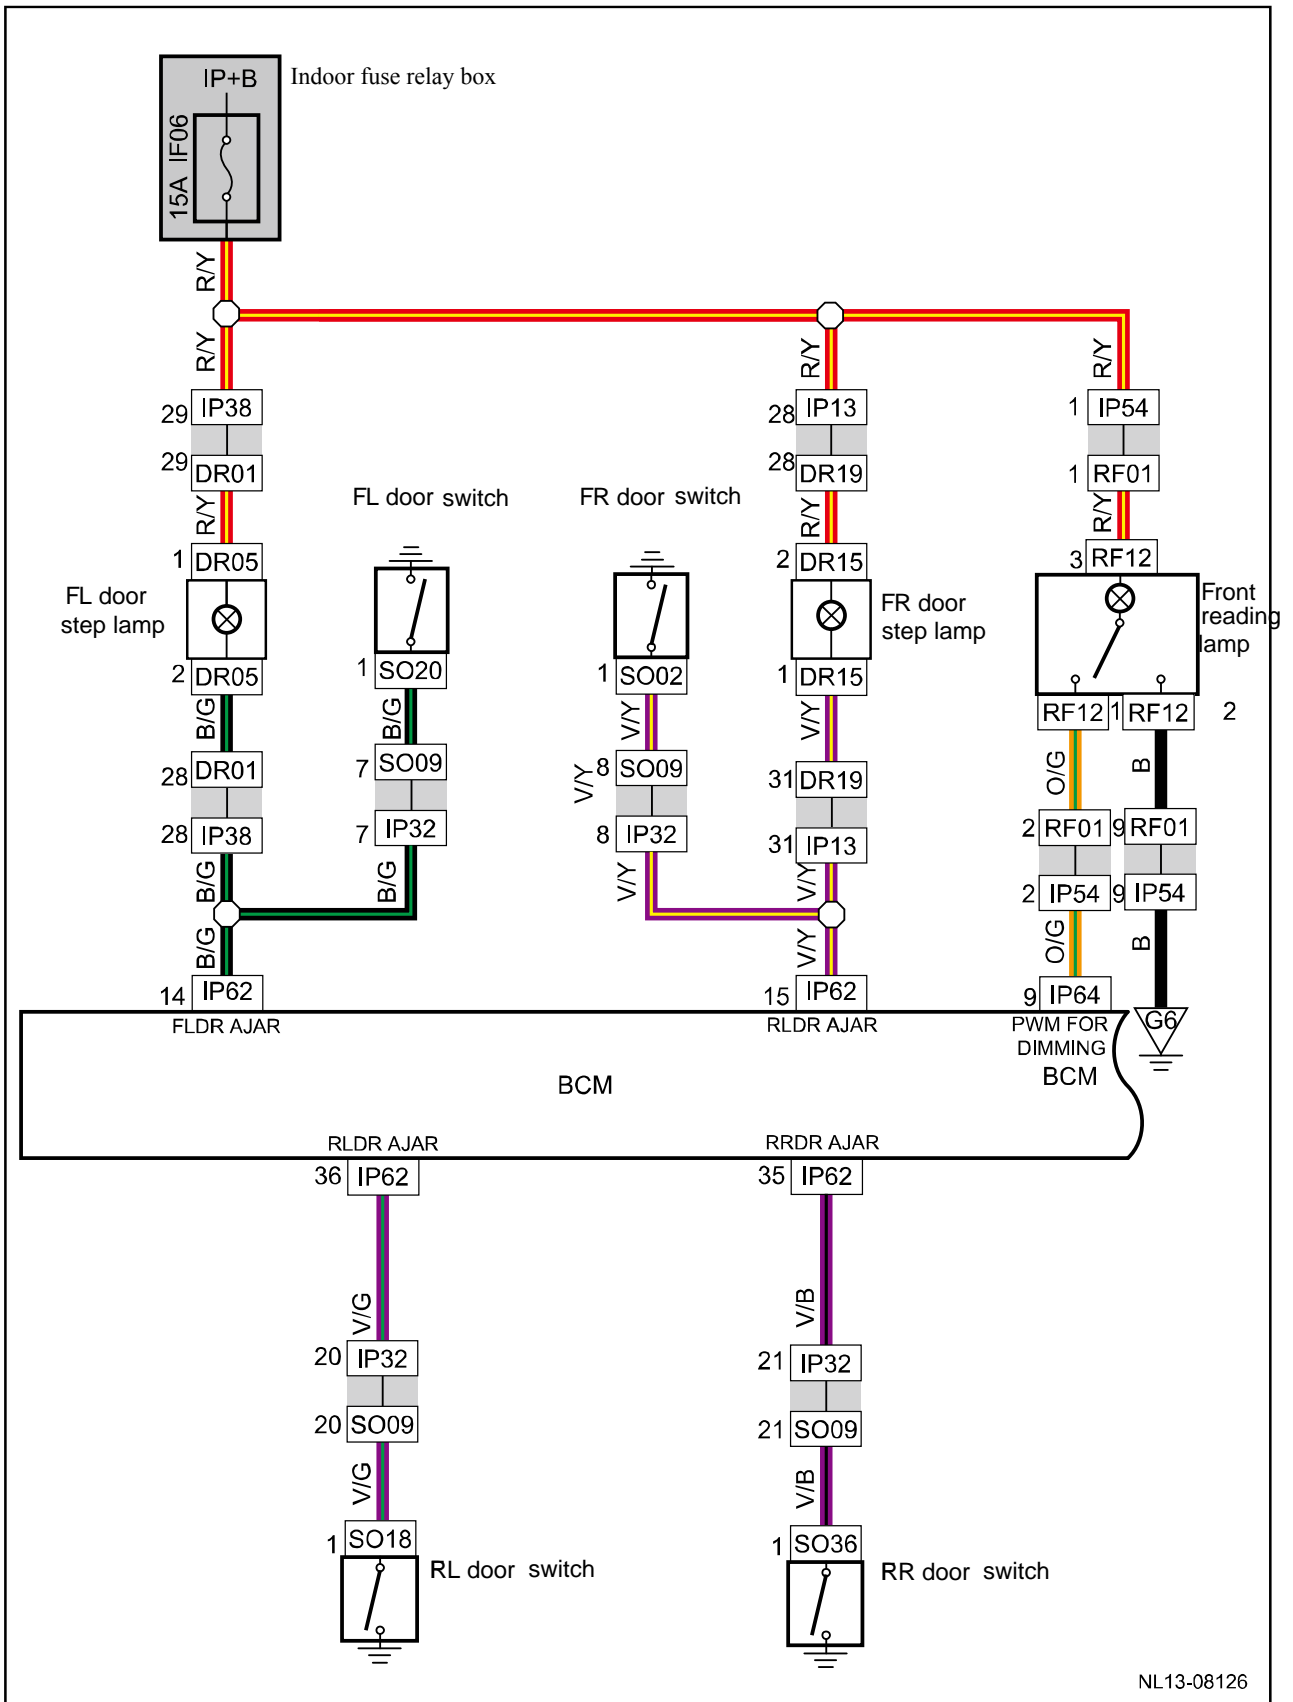 IP+B
Indoor fuse relay box
15A IF06
R/Y
R/Y
R/Y
R/Y
29 IP38
28 IP13
1 IP54
29 DR01
28 DR19
1 RF01
FL door switch
FR door switch
R/Y
R/Y
R/Y
1 DR05
2 DR15
3 RF12
FL door
step lamp
FR door
step lamp
Front
reading
lamp
2 DR05
1 SO20
1 SO02
1 DR15
RF12 1
RF12 2
B/G
B/G
V/Y
V/Y
O/G
B
28 DR01
7 SO09
8 SO09
31 DR19
V/Y
2 RF01
9 RF01
28 IP38
7 IP32
8 IP32
31 IP13
2 IP54
9 IP54
B/G
B/G
V/Y
V/Y
B/G
V/Y
O/G
B
14 IP62
15 IP62
9 IP64
G6
FLDR AJAR
RLDR AJAR
PWM FOR
DIMMING
BCM
BCM
RLDR AJAR
RRDR AJAR
36 IP62
35 IP62
V/G
V/B
20 IP32
21 IP32
20 SO09
21 SO09
V/G
V/B
1 SO18
1 SO36
RL door switch
RR door switch
NL13-08126